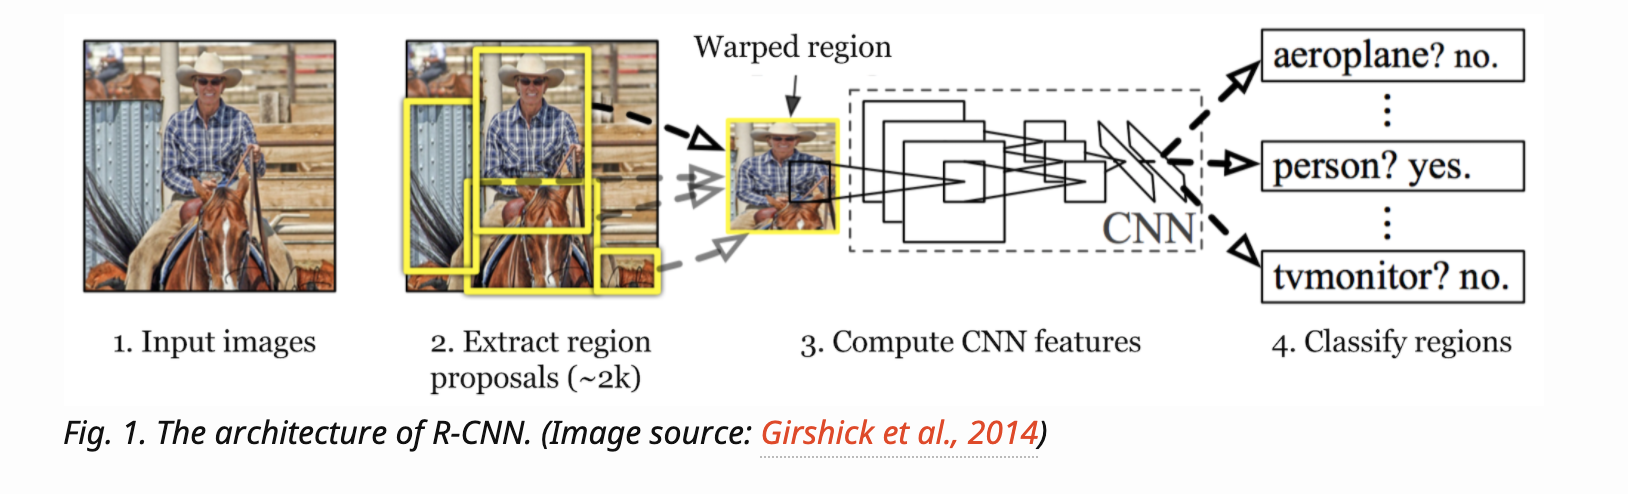 Warped region
aeroplane? no.
person? yes.
CNN
tvmonitor? no.
1. Input images
2. Extract region
proposals (~2k)
3. Compute CNN features
4. Classify regions
Fig. 1. The architecture of R-CNN. (Image source: Girshick et al., 2014)